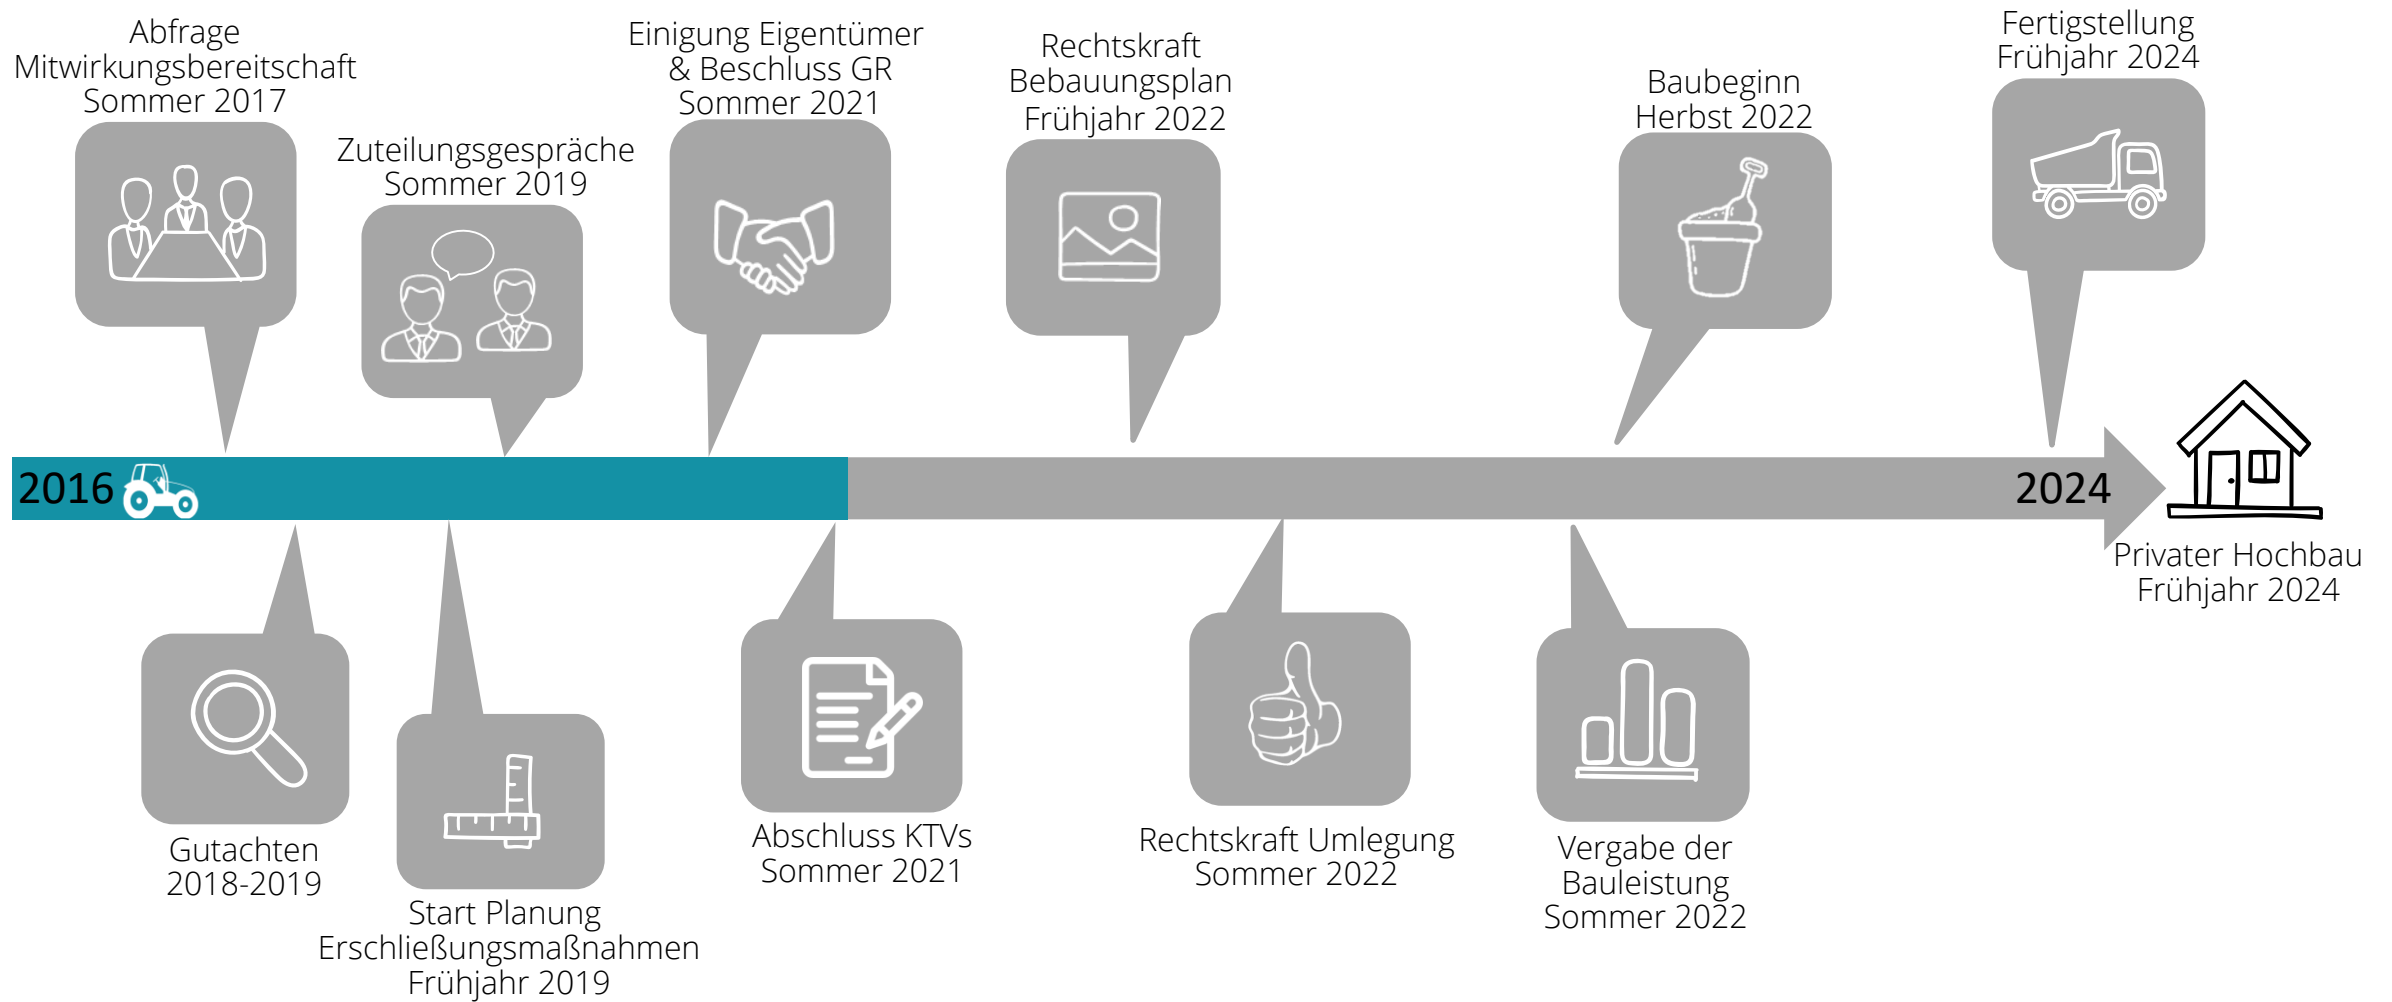 Abfrage
Mitwirkungsbereitschaft
Sommer 2017
Zuteilungsgespräche
Sommer 2019
Einigung Eigentümer
& Beschluss GR
Sommer 2021
Rechtskraft
Bebauungsplan
Frühjahr 2022
Baubeginn
Herbst 2022
Fertigstellung
Frühjahr 2024
2016
2024
Privater Hochbau
Frühjahr 2024
Gutachten
2018-2019
Start Planung
Erschließungsmaßnahmen
Frühjahr 2019
Abschluss KTVs
Sommer 2021
Rechtskraft Umlegung
Sommer 2022
Vergabe der
Bauleistung
Sommer 2022